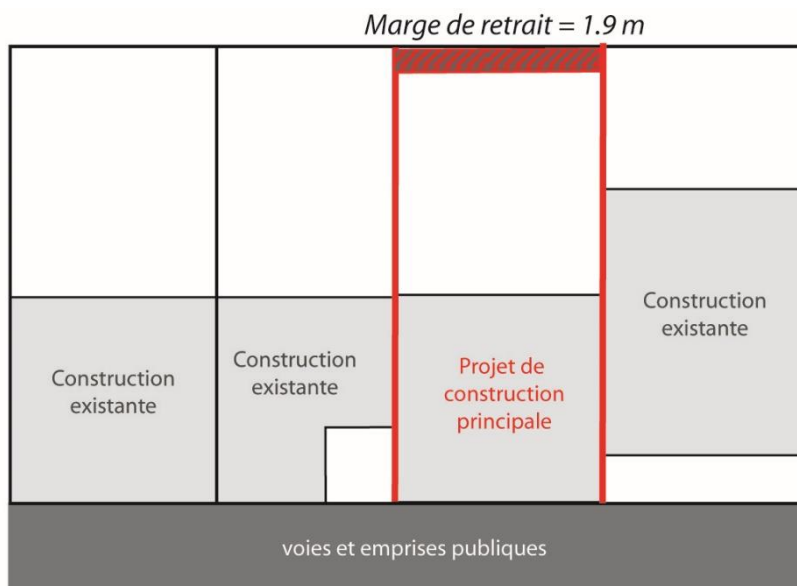 Marge de retrait = 1.9 m
Construction
existante
Construction
existante
Projet de
construction
principale
Construction
existante
voies et emprises publiques